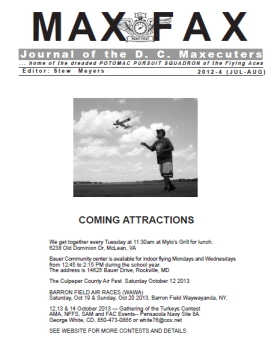 MAX FAX
Journal of the D. C. Maxecuters
... home of the dreaded POTOMAC PURSUIT SQUADRON of the Flying Aces
Editor: Stew Meyers 2012-4 (JUL-AUG)
COMING ATTRACTIONS
We get together every Tuesday at 11:30am at Mylo's Grill for lunch.
6238 Old Dominion Dr, McLean, VA
Bauer Community center is available for indoor flying Mondays and Wednesdays
from 12:45 to 2:15 PM during the school year
The address is 14625 Bauer Drive, Rockville, MD
The Culpeper County Air Fest Saturday October 12 2013
BARRON FIELD AIR RACES (WAWA)
Saturday, Oct 19 & Sunday, Oct 20 2013, Barron Field Wawayanda, NY.
12,13 & 14 October 2013 — Gathering of the Turkeys Contest
AMA, NFFS, SAM and FAC Events-- Pensacola Navy Site 8A
George White, CD, 850-473-0866 or white76@cox.net
SEE WEBSITE FOR MORE CONTESTS AND DETAILS